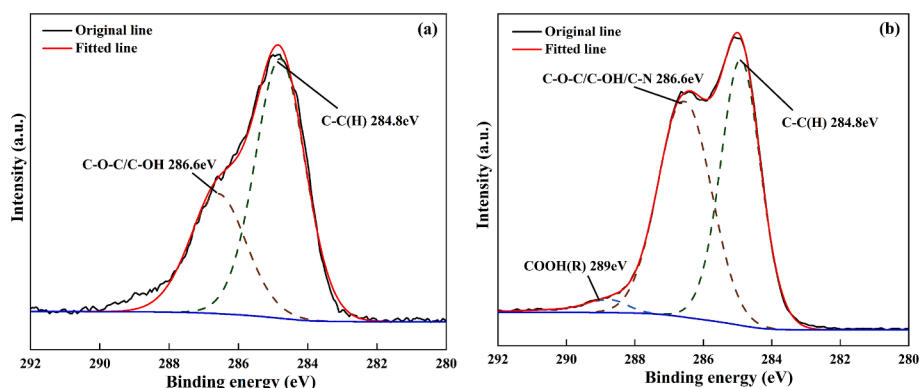 Original line
Fitted line
(a)
C-C(H) 284.8eV
C-O-C/C-OH 286.6eV
Intensity (a.u.)
292 290 288 286 284 282 280
Binding energy (eV)
Original line
Fitted line
(b)
C-O-C/C-OH/C-N 286.6eV
C-C(H) 284.8eV
COOH(R) 289eV
Intensity (a.u.)
292 290 288 286 284 282 280
Binding energy (eV)